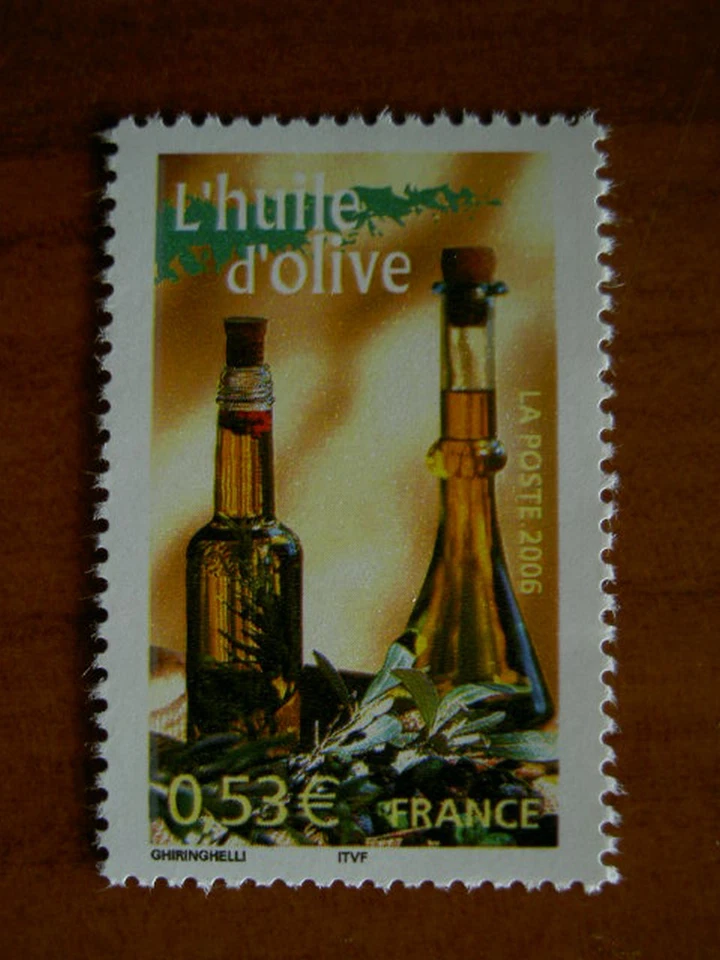 L'huile
d'olive
LA POSTE 2006
0.53 €
FRANCE
GHIRINGHELLI
ITVF